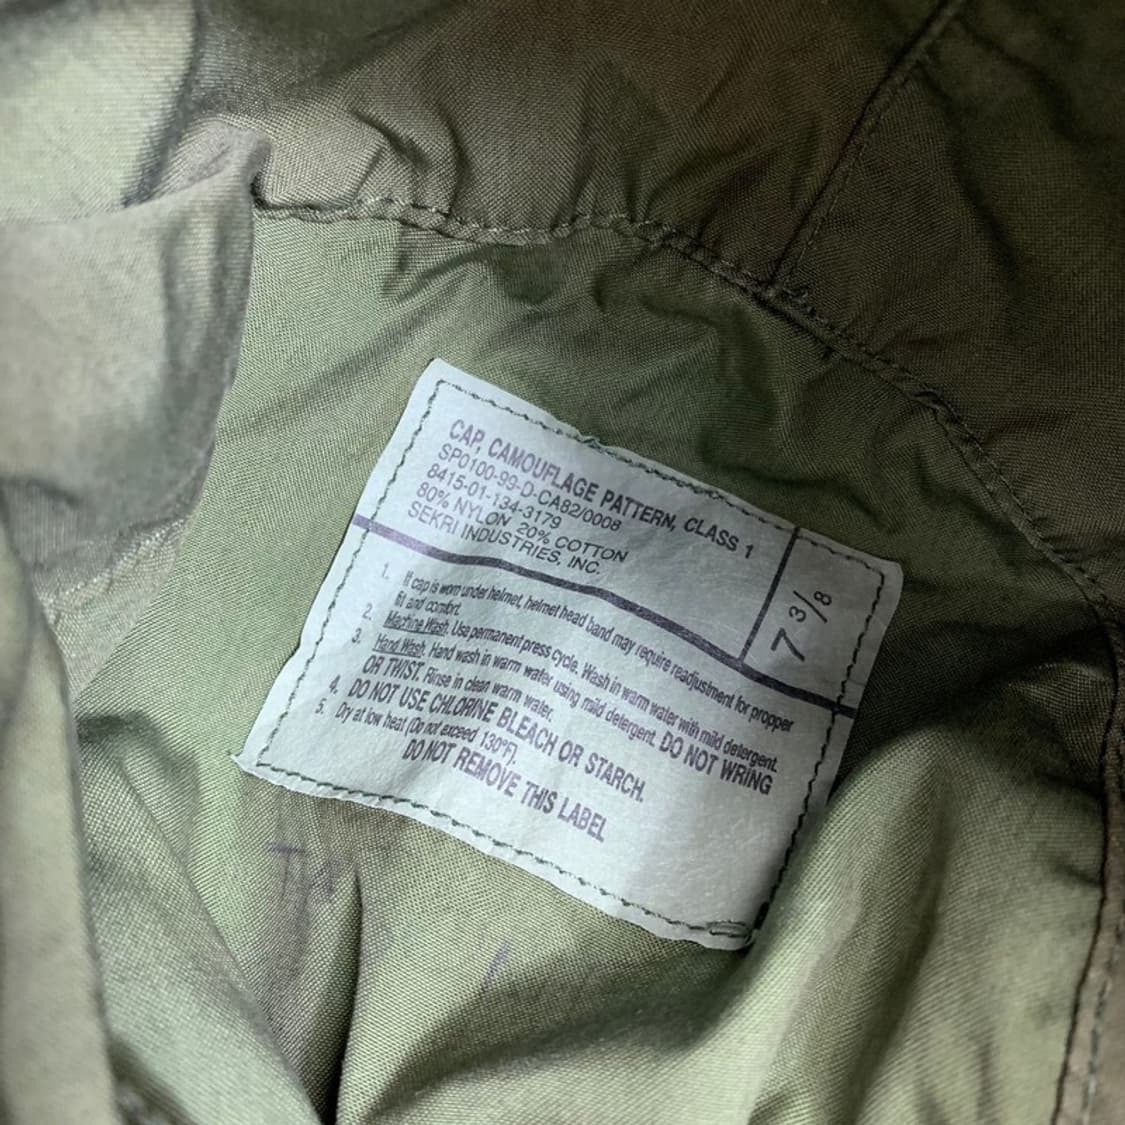 CAP, CAMOUFLAGE PATTERN, CLASS 1
SP0100-99-D-CA82/0008
8415-01-134-3179
80% NYLON 20% COTTON
SEKRI INDUSTRIES, INC.
7 3/8
1. If cap is worn under helmet, helmet head band may require readjustment for proper
fit and comfort.
2. Machine Wash. Use permanent press cycle. Wash in warm water with mild detergent.
3. Hand Wash. Hand wash in warm water using mild detergent. DO NOT WRING
OR TWIST. Rinse in clean warm water.
4. DO NOT USE CHLORINE BLEACH OR STARCH.
5. Dry at low heat (Do not exceed 130°F).
DO NOT REMOVE THIS LABEL